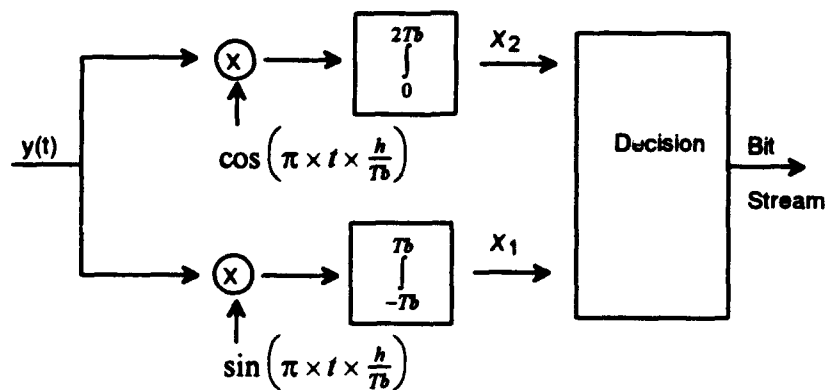 2Tb
∫
0
X2
X
y(t)
cos(π × t × h/Tb)
Decision
Bit
Stream
Tb
∫
-Tb
X1
X
sin(π × t × h/Tb)